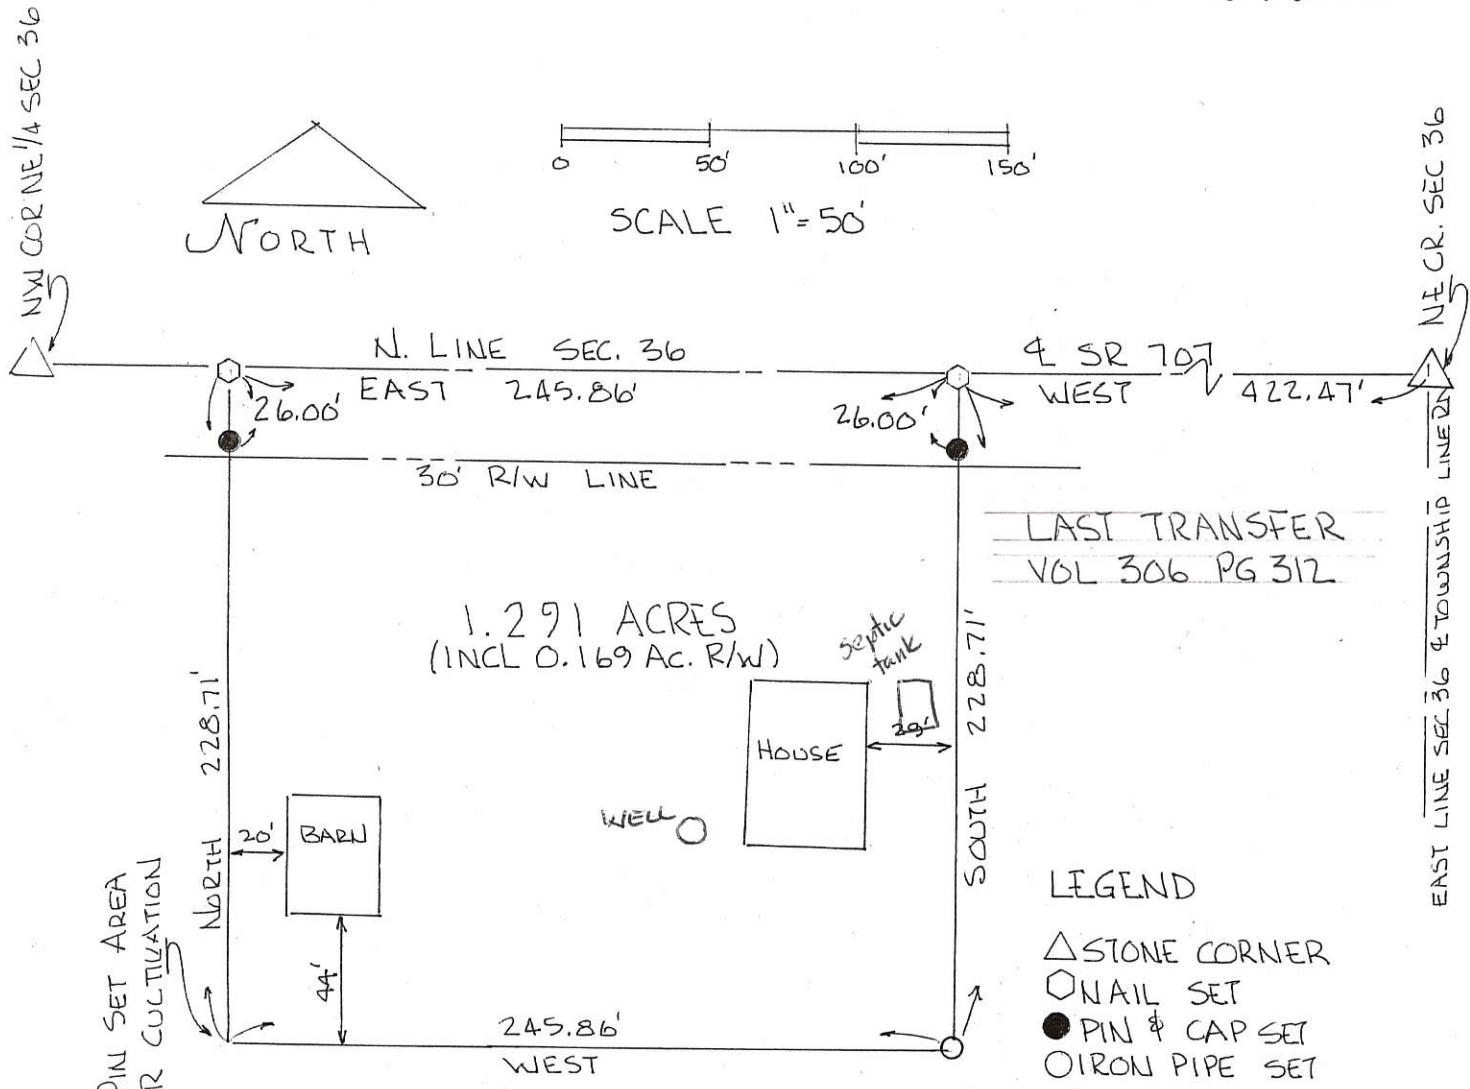 NW COR NE 1/4 SEC 36
NORTH
0 50' 100' 150'
SCALE 1"=50'
NE CR. SEC 36
N. LINE SEC. 36
EAST 245.86'
℄ SR 707
WEST 422.47'
26.00'
26.00'
30' R/W LINE
LAST TRANSFER
VOL 306 PG 312
1.291 ACRES
(INCL 0.169 AC. R/W)
septic
tank
29'
HOUSE
WELL
BARN
20'
44'
NORTH 228.71'
SOUTH 228.71'
EAST LINE SEC 36 & TOWNSHIP LINE
PIN SET AREA
R CULTIVATION
245.86'
WEST
LEGEND
STONE CORNER
NAIL SET
PIN & CAP SET
IRON PIPE SET